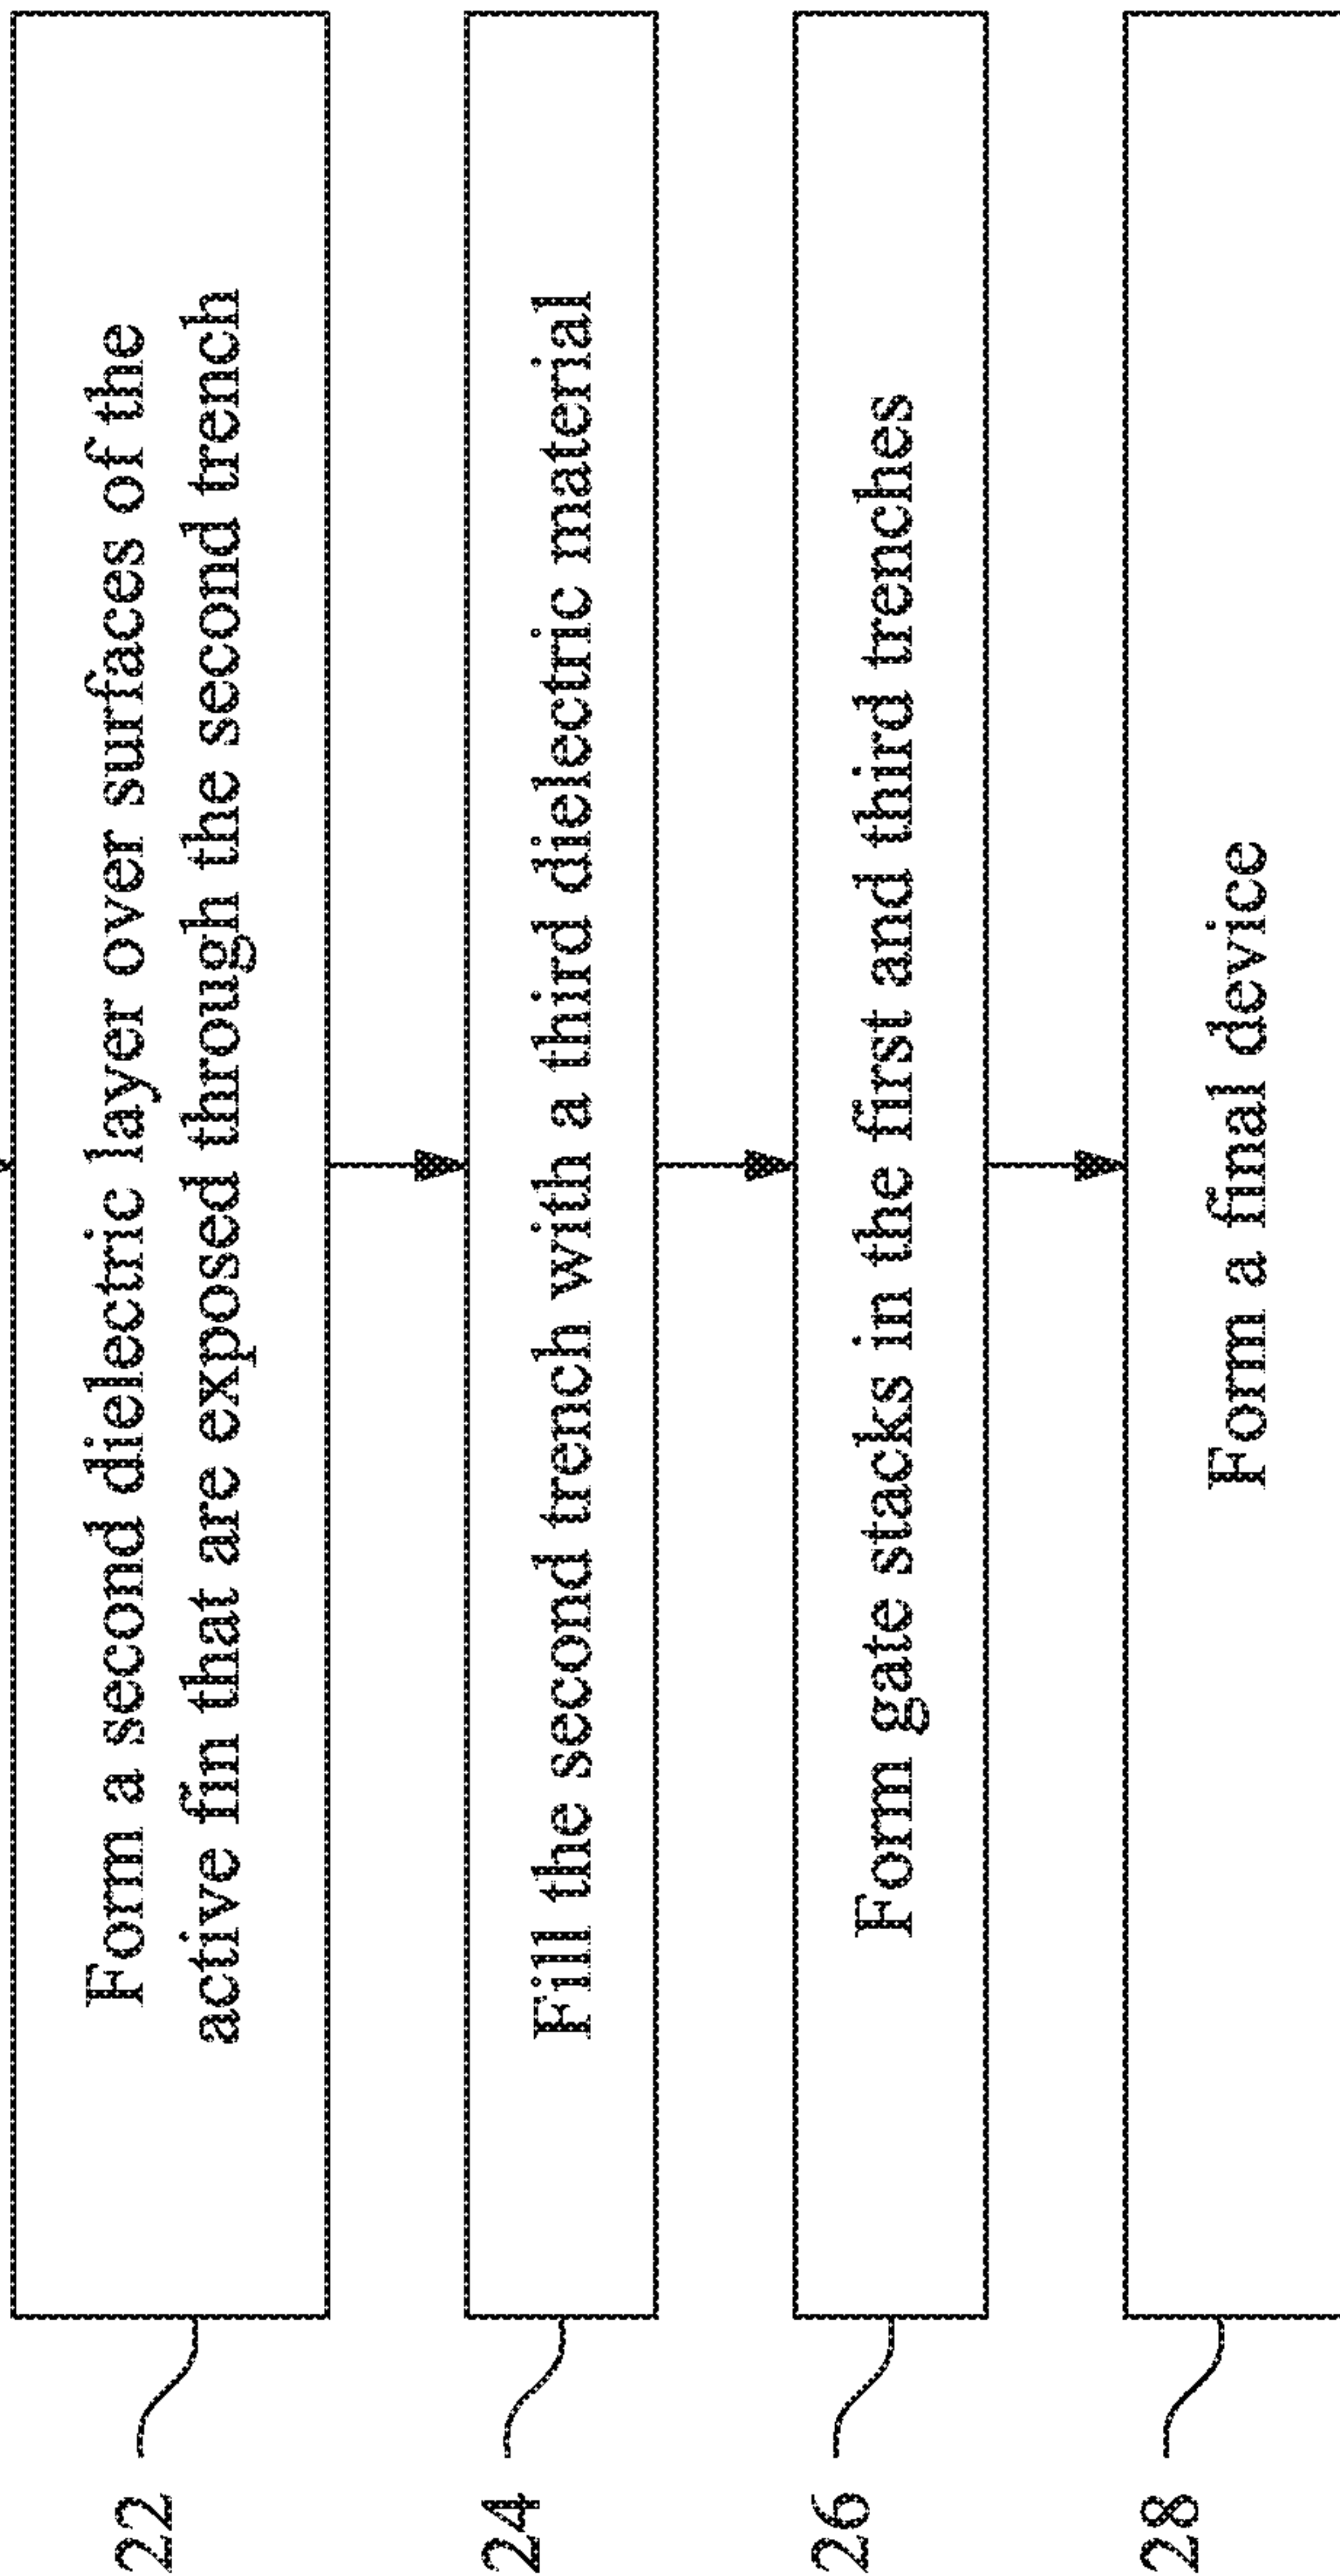 22
Form a second dielectric layer over surfaces of the
active fin that are exposed through the second trench
24
Fill the second trench with a third dielectric material
26
Form gate stacks in the first and third trenches
28
Form a final device